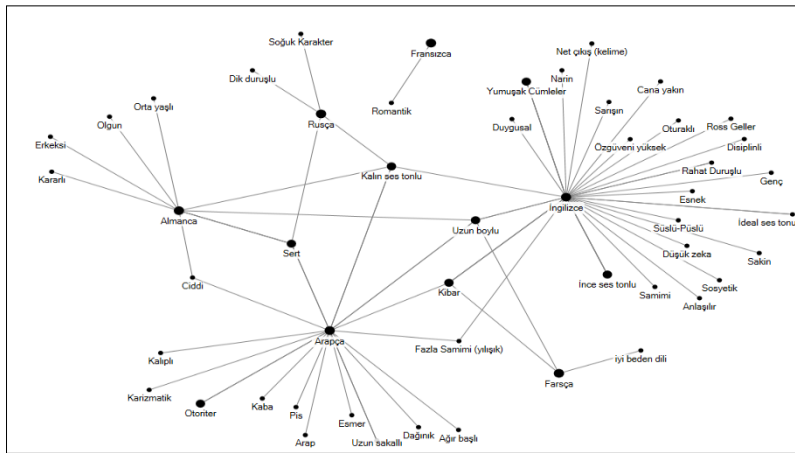 Soğuk Karakter
Fransızca
Net çıkış (kelime)
Dik duruşlu
Narin
Yumuşak Cümleler
Cana yakın
Orta yaşlı
Romantik
Sarışın
Rusça
Duygusal
Oturaklı
Ross Geller
Olgun
Erkeksi
Özgüveni yüksek
Disiplinli
Kararlı
Kalın ses tonlu
Rahat Duruşlu
Genç
Almanca
İngilizce
Esnek
Uzun boylu
Süslü-Püslü
İdeal ses tonu
Sert
Düşük zeka
Sakin
Ciddi
Kibar
İnce ses tonlu
Samimi
Sosyetik
Anlaşılır
Arapça
Kalıplı
Fazla Samimi (yılışık)
iyi beden dili
Farsça
Karizmatik
Otoriter
Kaba
Pis
Esmer
Dağınık
Ağır başlı
Arap
Uzun sakallı